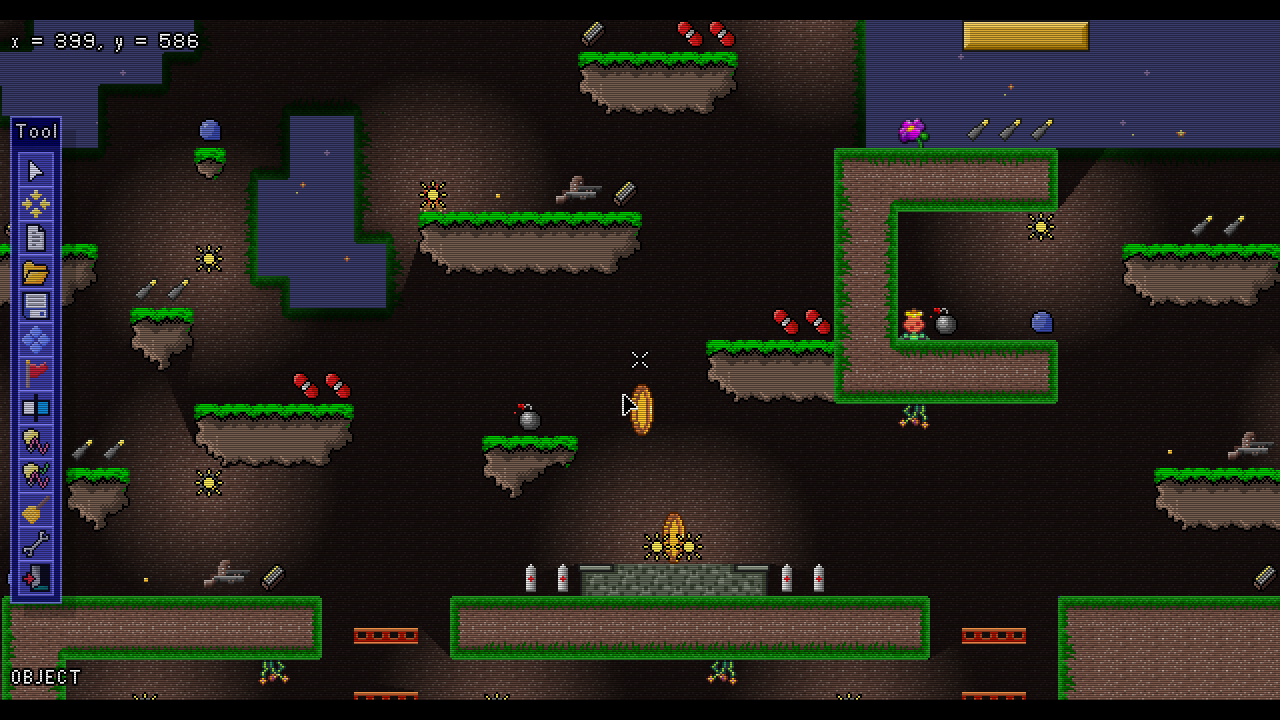 x = 399, y = 586
Tool
OBJECT